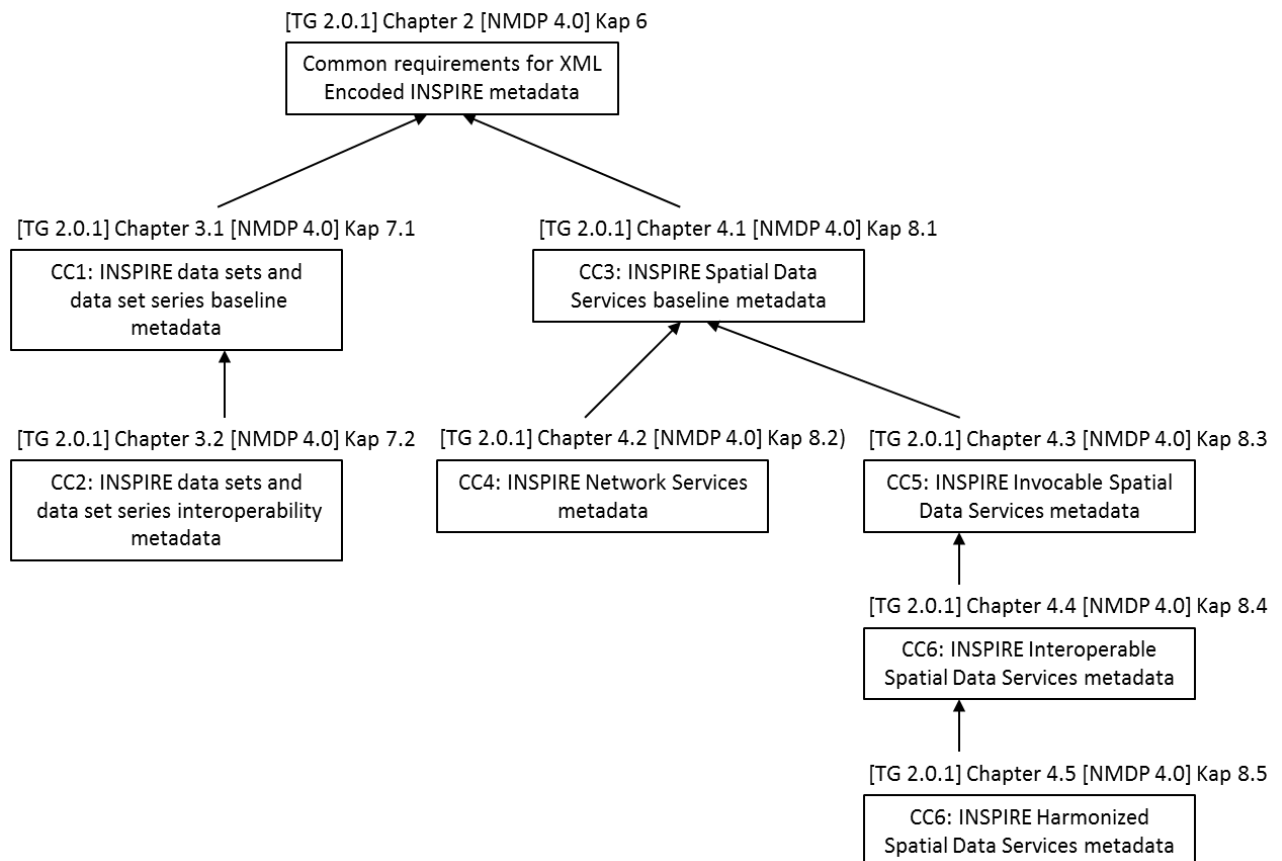 [TG 2.0.1] Chapter 2 [NMDP 4.0] Kap 6
Common requirements for XML
Encoded INSPIRE metadata
[TG 2.0.1] Chapter 3.1 [NMDP 4.0] Kap 7.1
CC1: INSPIRE data sets and
data set series baseline
metadata
[TG 2.0.1] Chapter 4.1 [NMDP 4.0] Kap 8.1
CC3: INSPIRE Spatial Data
Services baseline metadata
[TG 2.0.1] Chapter 3.2 [NMDP 4.0] Kap 7.2
CC2: INSPIRE data sets and
data set series interoperability
metadata
[TG 2.0.1] Chapter 4.2 [NMDP 4.0] Kap 8.2)
CC4: INSPIRE Network Services
metadata
[TG 2.0.1] Chapter 4.3 [NMDP 4.0] Kap 8.3
CC5: INSPIRE Invocable Spatial
Data Services metadata
[TG 2.0.1] Chapter 4.4 [NMDP 4.0] Kap 8.4
CC6: INSPIRE Interoperable
Spatial Data Services metadata
[TG 2.0.1] Chapter 4.5 [NMDP 4.0] Kap 8.5
CC6: INSPIRE Harmonized
Spatial Data Services metadata